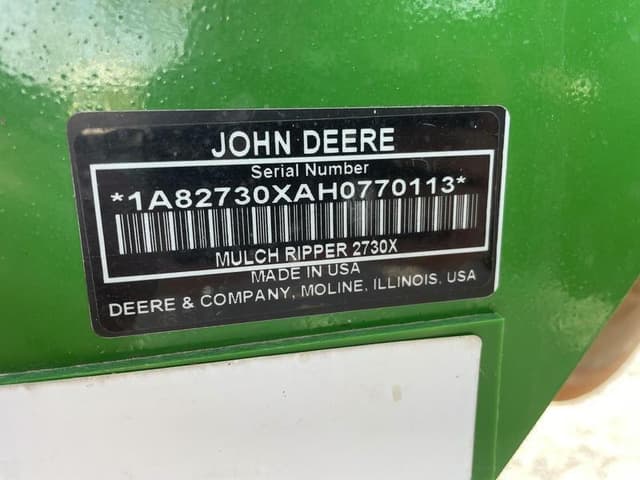 JOHN DEERE
Serial Number
*1A82730XAH0770113*
MULCH RIPPER 2730X
MADE IN USA
DEERE & COMPANY, MOLINE, ILLINOIS, USA